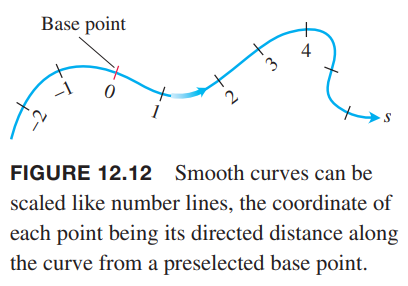 Base point
-2
-1
0
1
2
3
4
s
FIGURE 12.12 Smooth curves can be
scaled like number lines, the coordinate of
each point being its directed distance along
the curve from a preselected base point.